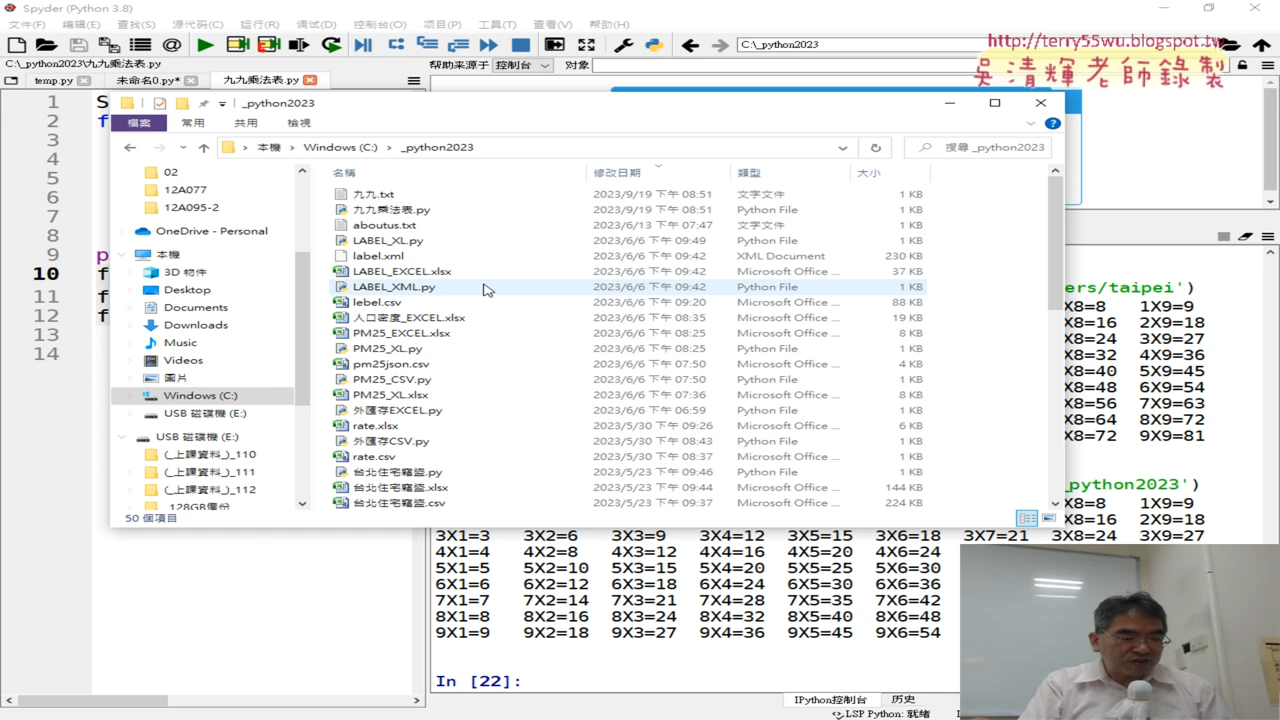 Spyder (Python 3.8)
文件(F) 编辑(E) 查找(S) 源代码(C) 运行(R) 调试(D) 控制台(O) 项目(P) 工具(T) 查看(V) 帮助(H)
C:\_python2023
http://terry55wu.blogspot.tw
吳清輝老師錄製
C:\_python2023\九九乘法表.py
帮助来源于 控制台 对象
temp.py 未命名0.py* 九九乘法表.py
1 S
2 f
3
4
5
6
7
8
9 p
10 f
11 f
12 f
13
14
_python2023
檔案 常用 共用 檢視
本機 Windows (C:) _python2023
搜尋 _python2023
02
12A077
12A095-2
OneDrive - Personal
本機
3D 物件
Desktop
Documents
Downloads
Music
Videos
圖片
Windows (C:)
USB 磁碟機 (E:)
USB 磁碟機 (E:)
(_上課資料_)_110
(_上課資料_)_111
(_上課資料_)_112
128GB備份
名稱 修改日期 類型 大小
九九.txt 2023/9/19 下午 08:51 文字文件 1 KB
九九乘法表.py 2023/9/19 下午 08:51 Python File 1 KB
aboutus.txt 2023/6/13 下午 07:47 文字文件 1 KB
LABEL_XL.py 2023/6/6 下午 09:49 Python File 1 KB
label.xml 2023/6/6 下午 09:42 XML Document 230 KB
LABEL_EXCEL.xlsx 2023/6/6 下午 09:42 Microsoft Office ... 37 KB
LABEL_XML.py 2023/6/6 下午 09:42 Python File 1 KB
lebel.csv 2023/6/6 下午 09:20 Microsoft Office ... 88 KB
人口密度_EXCEL.xlsx 2023/6/6 下午 08:35 Microsoft Office ... 19 KB
PM25_EXCEL.xlsx 2023/6/6 下午 08:25 Microsoft Office ... 8 KB
PM25_XL.py 2023/6/6 下午 08:25 Python File 1 KB
pm25json.csv 2023/6/6 下午 07:50 Microsoft Office ... 4 KB
PM25_CSV.py 2023/6/6 下午 07:50 Python File 1 KB
PM25_XL.xlsx 2023/6/6 下午 07:36 Microsoft Office ... 8 KB
外匯存EXCEL.py 2023/6/6 下午 06:59 Python File 1 KB
rate.xlsx 2023/5/30 下午 09:26 Microsoft Office ... 6 KB
外匯存CSV.py 2023/5/30 下午 08:43 Python File 1 KB
rate.csv 2023/5/30 下午 08:37 Microsoft Office ... 1 KB
台北住宅竊盜.py 2023/5/23 下午 09:46 Python File 1 KB
台北住宅竊盜.xlsx 2023/5/23 下午 09:44 Microsoft Office ... 144 KB
台北住宅竊盜.csv 2023/5/23 下午 09:37 Microsoft Office ... 224 KB
50 個項目
ers/taipei')
X8=8 1X9=9
X8=16 2X9=18
X8=24 3X9=27
X8=32 4X9=36
X8=40 5X9=45
X8=48 6X9=54
X8=56 7X9=63
X8=64 8X9=72
X8=72 9X9=81
_python2023')
X8=8 1X9=9
X8=16 2X9=18
3X1=3 3X2=6 3X3=9 3X4=12 3X5=15 3X6=18 3X7=21 3X8=24 3X9=27
4X1=4 4X2=8 4X3=12 4X4=16 4X5=20 4X6=24
5X1=5 5X2=10 5X3=15 5X4=20 5X5=25 5X6=30
6X1=6 6X2=12 6X3=18 6X4=24 6X5=30 6X6=36
7X1=7 7X2=14 7X3=21 7X4=28 7X5=35 7X6=42
8X1=8 8X2=16 8X3=24 8X4=32 8X5=40 8X6=48
9X1=9 9X2=18 9X3=27 9X4=36 9X5=45 9X6=54
In [22]:
IPython控制台 历史
LSP Python: 就绪